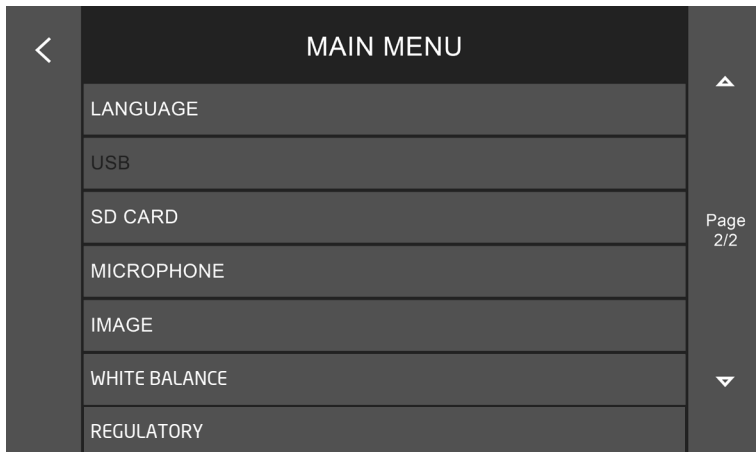 MAIN MENU
LANGUAGE
USB
SD CARD
MICROPHONE
IMAGE
WHITE BALANCE
REGULATORY
Page
2/2